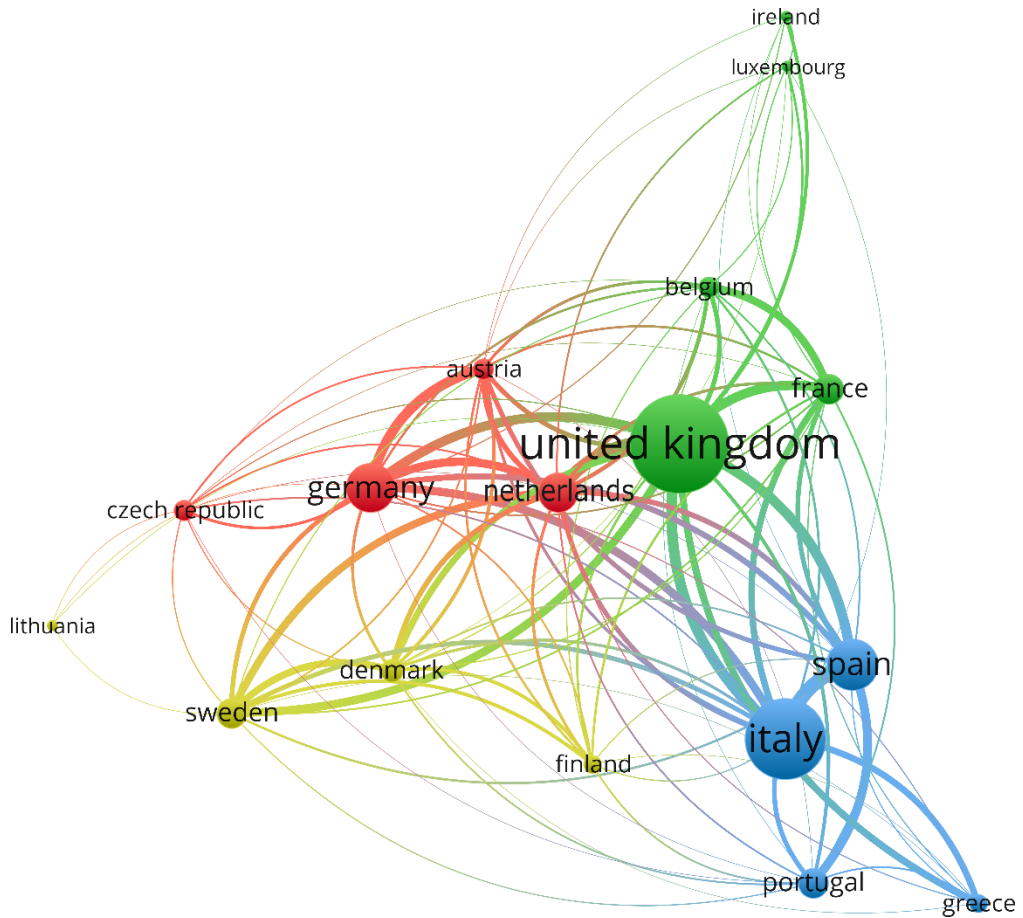 ireland
luxembourg
belgium
austria
france
united kingdom
germany
netherlands
czech republic
lithuania
denmark
spain
sweden
italy
finland
portugal
greece